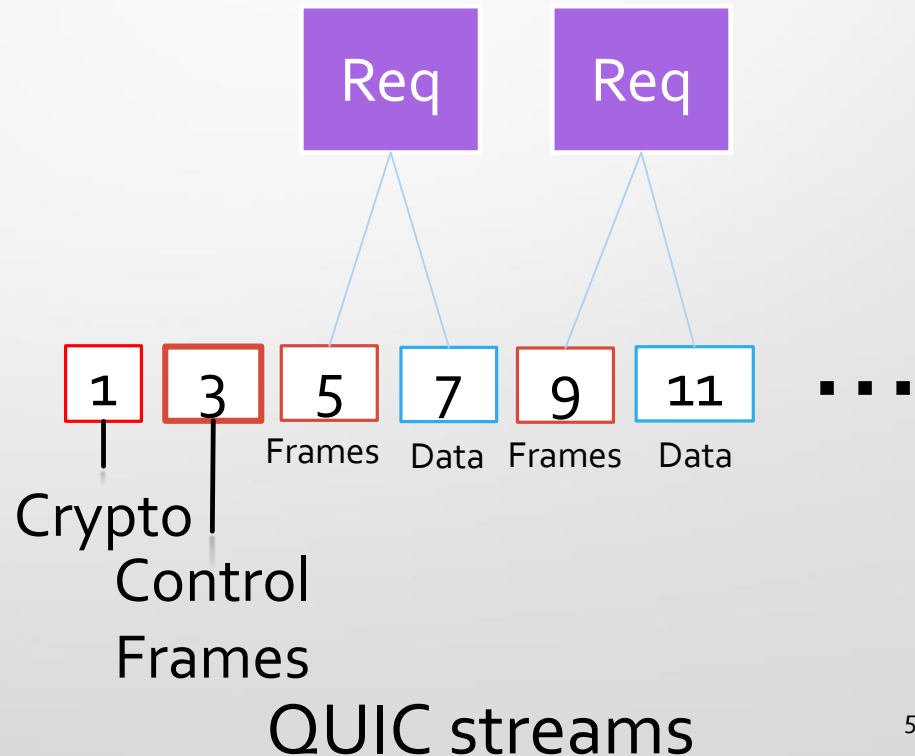 Req Req
1 3 5 7 9 11 ...
Frames Data Frames Data
Crypto
Control
Frames
QUIC streams
5